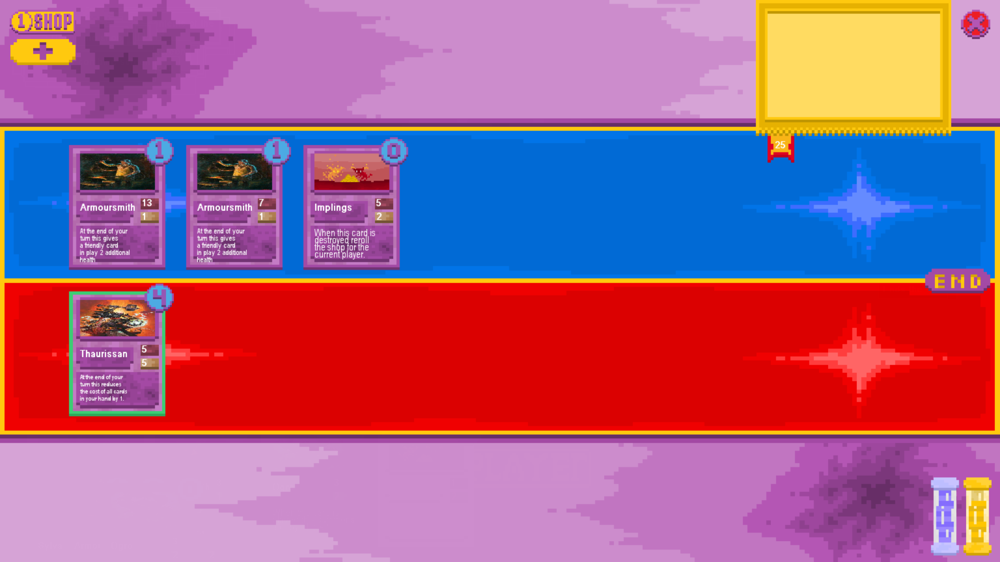 1 SHOP
25
1
Armoursmith 13
1
At the end of your
turn this gives
a friendly card
in play 2 additional
health
1
Armoursmith 7
1
At the end of your
turn this gives
a friendly card
in play 2 additional
health
0
Implings 5
2
When this card is
destroyed reroll
the shop for the
current player.
END
4
Thaurissan 5
5
At the end of your
turn this reduces
the cost of all cards
in your hand by 1.